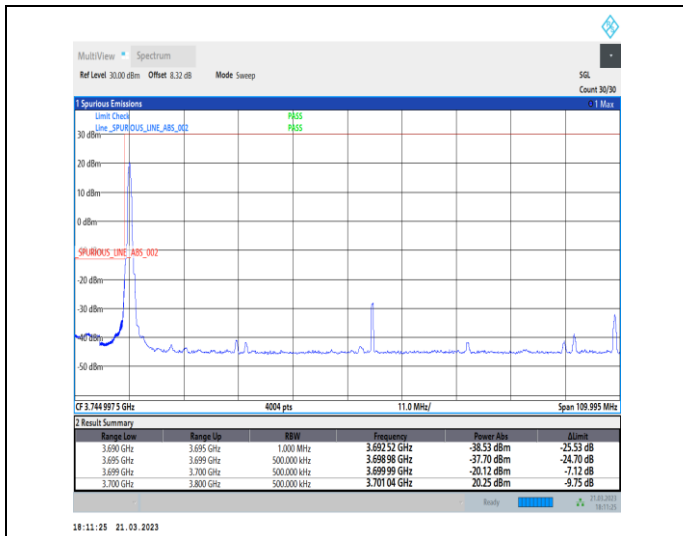 MultiView Spectrum
Ref Level 30.00 dBm Offset 8.32 dB Mode Sweep SGL
Count 30/30
1 Spurious Emissions 1 Max
Limit Check PASS
Line _SPURIOUS_LINE_ABS_002 PASS
30 dBm
20 dBm
10 dBm
0 dBm
_SPURIOUS_LINE_ABS_002
-20 dBm
-30 dBm
-40 dBm
-50 dBm
CF 3.744 997 5 GHz 4004 pts 11.0 MHz/ Span 109.995 MHz
2 Result Summary
Range Low Range Up RBW Frequency Power Abs ΔLimit
3.690 GHz 3.695 GHz 1.000 MHz 3.692 52 GHz -38.53 dBm -25.53 dB
3.695 GHz 3.699 GHz 500.000 kHz 3.698 98 GHz -37.70 dBm -24.70 dB
3.699 GHz 3.700 GHz 500.000 kHz 3.699 99 GHz -20.12 dBm -7.12 dB
3.700 GHz 3.800 GHz 500.000 kHz 3.701 04 GHz 20.25 dBm -9.75 dB
Ready 21.03.2023
18:11:25
18:11:25 21.03.2023